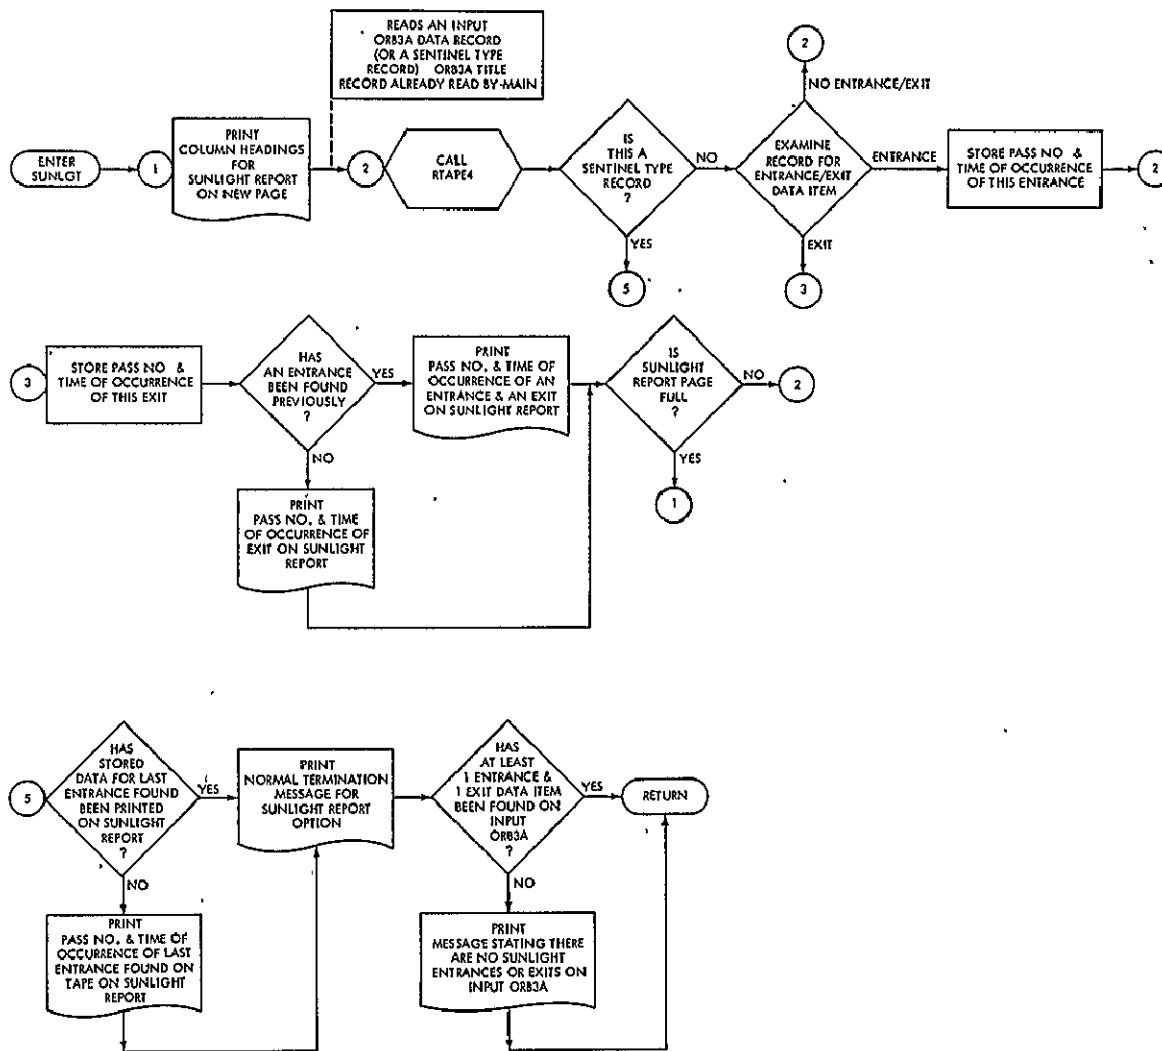 READS AN INPUT
ORB3A DATA RECORD
(OR A SENTINEL TYPE
RECORD) ORB3A TITLE
RECORD ALREADY READ BY-MAIN
ENTER
SUNLGT
1
PRINT
COLUMN HEADINGS
FOR
SUNLIGHT REPORT
ON NEW PAGE
2
CALL
RTAPE4
IS
THIS A
SENTINEL TYPE
RECORD
?
NO
YES
5
2
NO ENTRANCE/EXIT
EXAMINE
RECORD FOR
ENTRANCE/EXIT
DATA ITEM
ENTRANCE
EXIT
3
STORE PASS NO &
TIME OF OCCURRENCE
OF THIS ENTRANCE
2
3
STORE PASS NO &
TIME OF OCCURRENCE
OF THIS EXIT
HAS
AN ENTRANCE
BEEN FOUND
PREVIOUSLY
?
YES
NO
PRINT
PASS NO. & TIME OF
OCCURRENCE OF AN
ENTRANCE & AN EXIT
ON SUNLIGHT REPORT
IS
SUNLIGHT
REPORT PAGE
FULL
?
NO
2
YES
1
PRINT
PASS NO. & TIME
OF OCCURRENCE OF
EXIT ON SUNLIGHT
REPORT
5
HAS
STORED
DATA FOR LAST
ENTRANCE FOUND
BEEN PRINTED
ON SUNLIGHT
REPORT
?
YES
NO
PRINT
NORMAL TERMINATION
MESSAGE FOR
SUNLIGHT REPORT
OPTION
HAS
AT LEAST
1 ENTRANCE &
1 EXIT DATA ITEM
BEEN FOUND ON
INPUT
ORB3A
?
YES
NO
RETURN
PRINT
PASS NO. & TIME OF
OCCURRENCE OF LAST
ENTRANCE FOUND ON
TAPE ON SUNLIGHT
REPORT
PRINT
MESSAGE STATING THERE
ARE NO SUNLIGHT
ENTRANCES OR EXITS ON
INPUT ORB3A